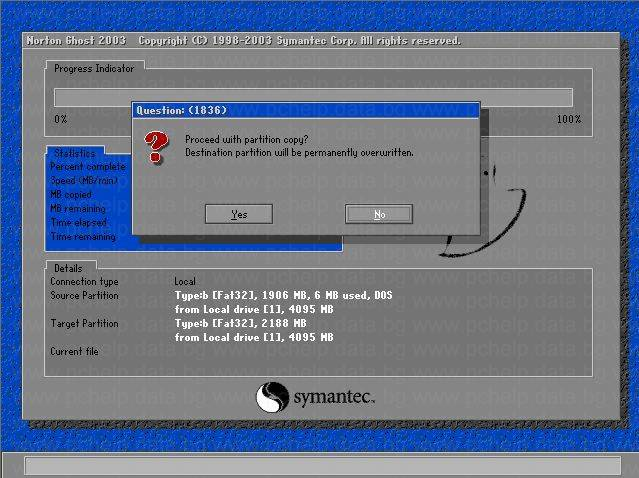 Norton Ghost 2003 Copyright (C) 1998-2003 Symantec Corp. All rights reserved.
Progress Indicator
0% 100%
Question: (1836)
Proceed with partition copy?
Destination partition will be permanently overwritten.
Yes No
Statistics
Percent complete
Speed (MB/min)
MB copied
MB remaining
Time elapsed
Time remaining
Details
Connection type Local
Source Partition Type:b [Fat32], 1906 MB, 6 MB used, DOS
from Local drive [1], 4095 MB
Target Partition Type:b [Fat32], 2188 MB
from Local drive [1], 4095 MB
Current file
symantec™